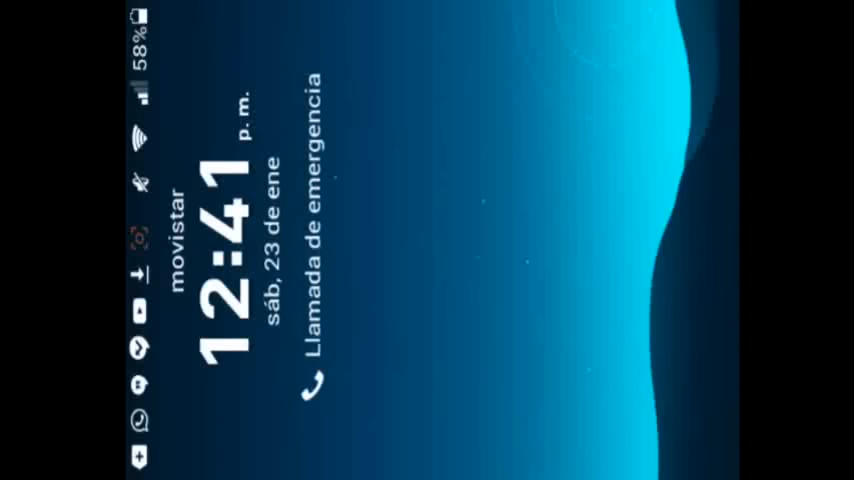 58%
movistar
12:41 p. m.
sáb, 23 de ene
Llamada de emergencia